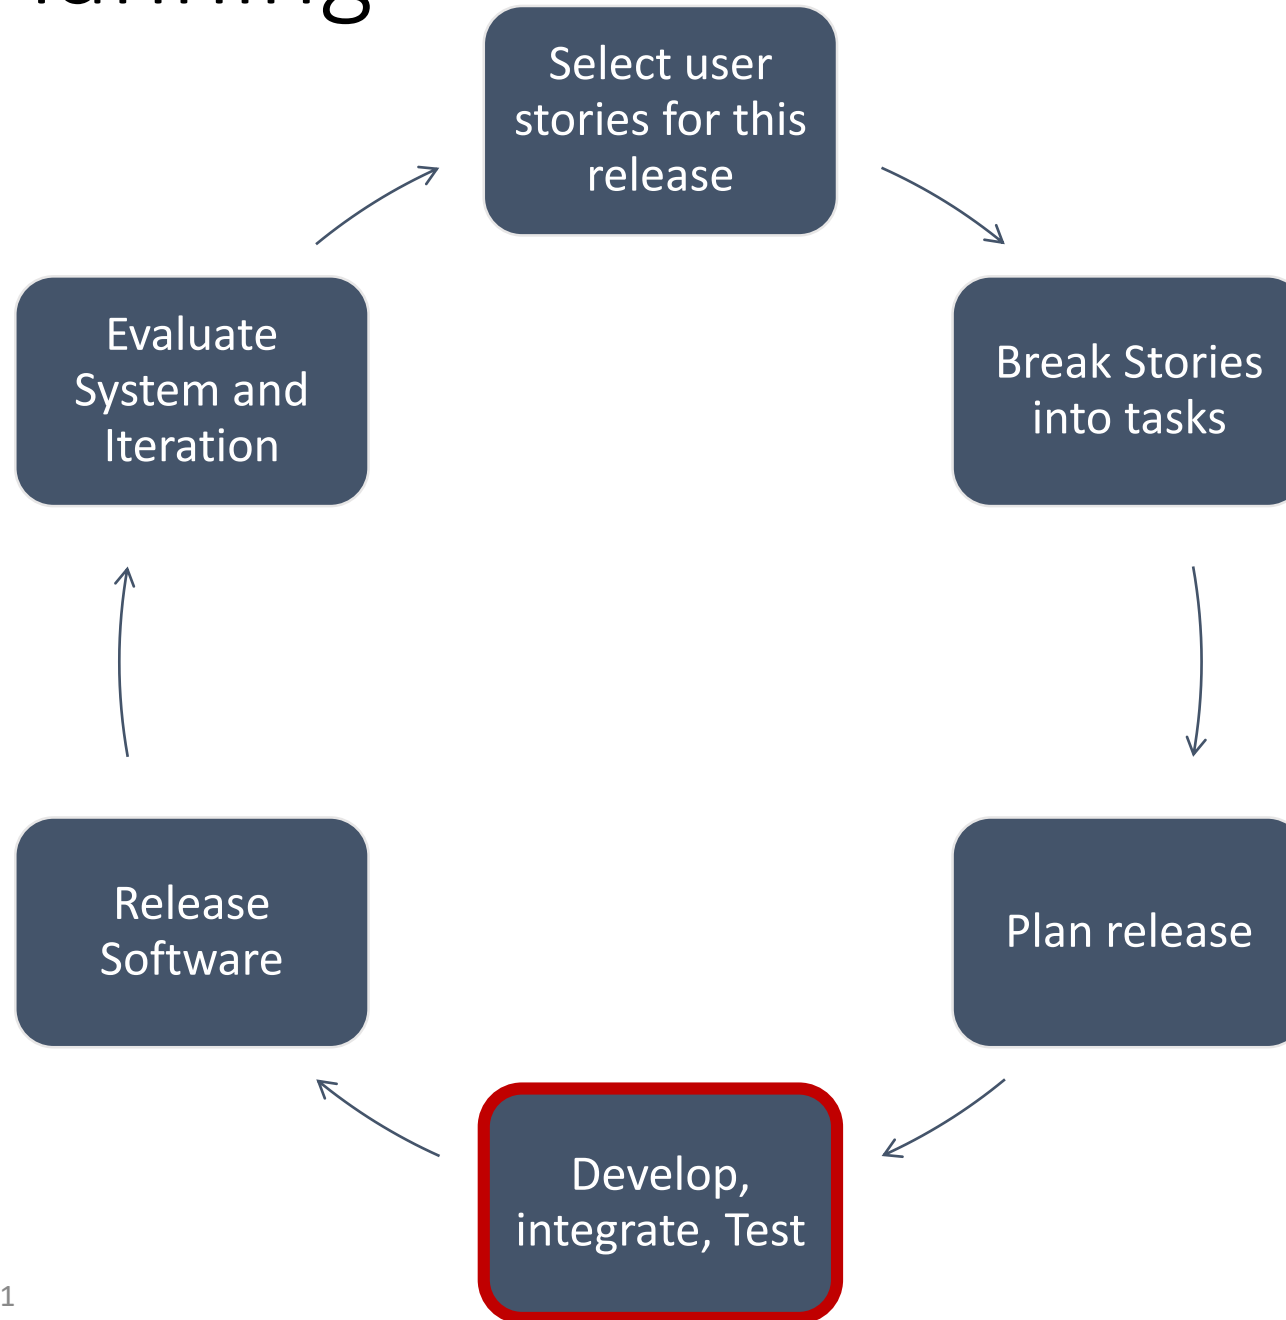 Select user
stories for this
release
Break Stories
into tasks
Plan release
Develop,
integrate, Test
Release
Software
Evaluate
System and
Iteration
1